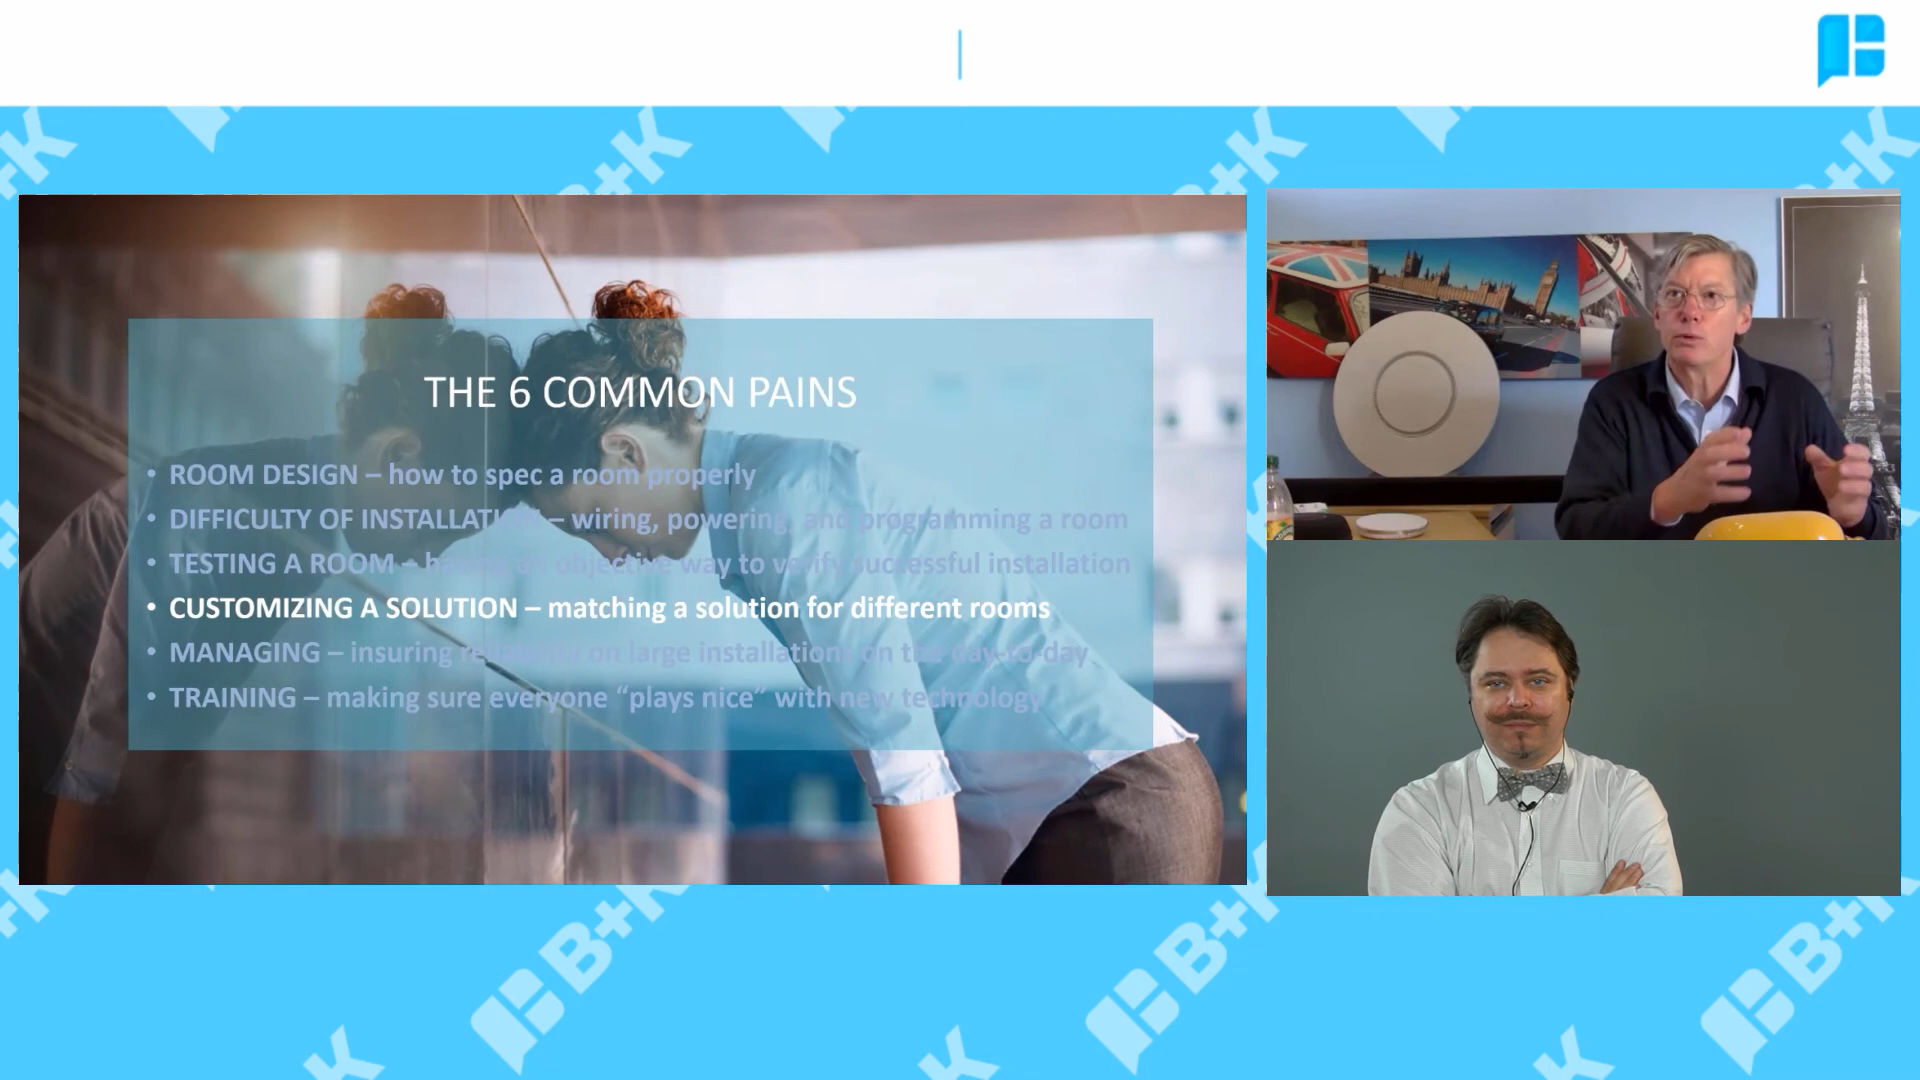 THE 6 COMMON PAINS
• ROOM DESIGN – how to spec a room properly
• DIFFICULTY OF INSTALLATION – wiring, powering, and programming a room
• TESTING A ROOM – having an objective way to verify successful installation
• CUSTOMIZING A SOLUTION – matching a solution for different rooms
• MANAGING – insuring reliability on large installations on the day-to-day
• TRAINING – making sure everyone “plays nice” with new technology
B+K
B+K
B+K
B+K
B+K
B+K